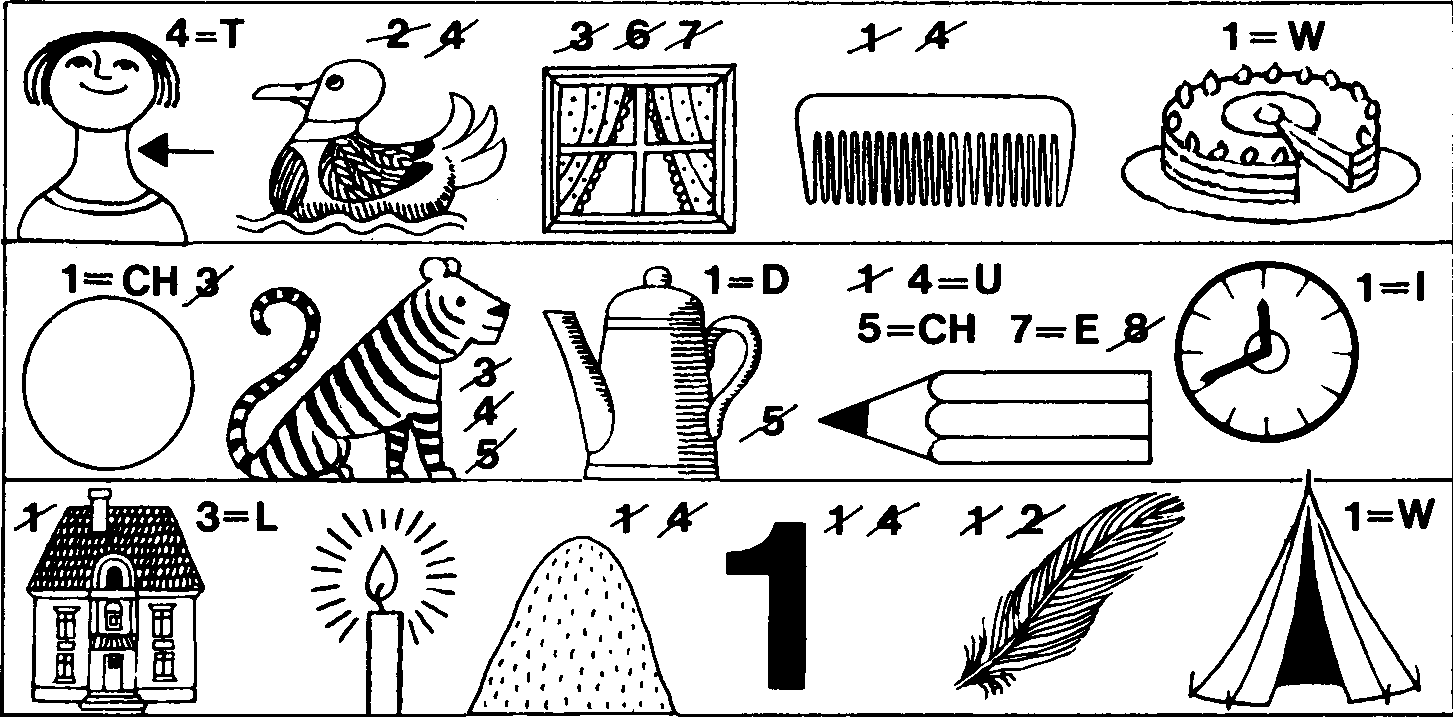 4=T 2 4 3 6 7 1 4 1=W
1=CH 3 1=D 1 4=U 1=I
5=CH 7=E 8
3
4
5
5
1 3=L 1 4 1 1 4 1 2 1=W